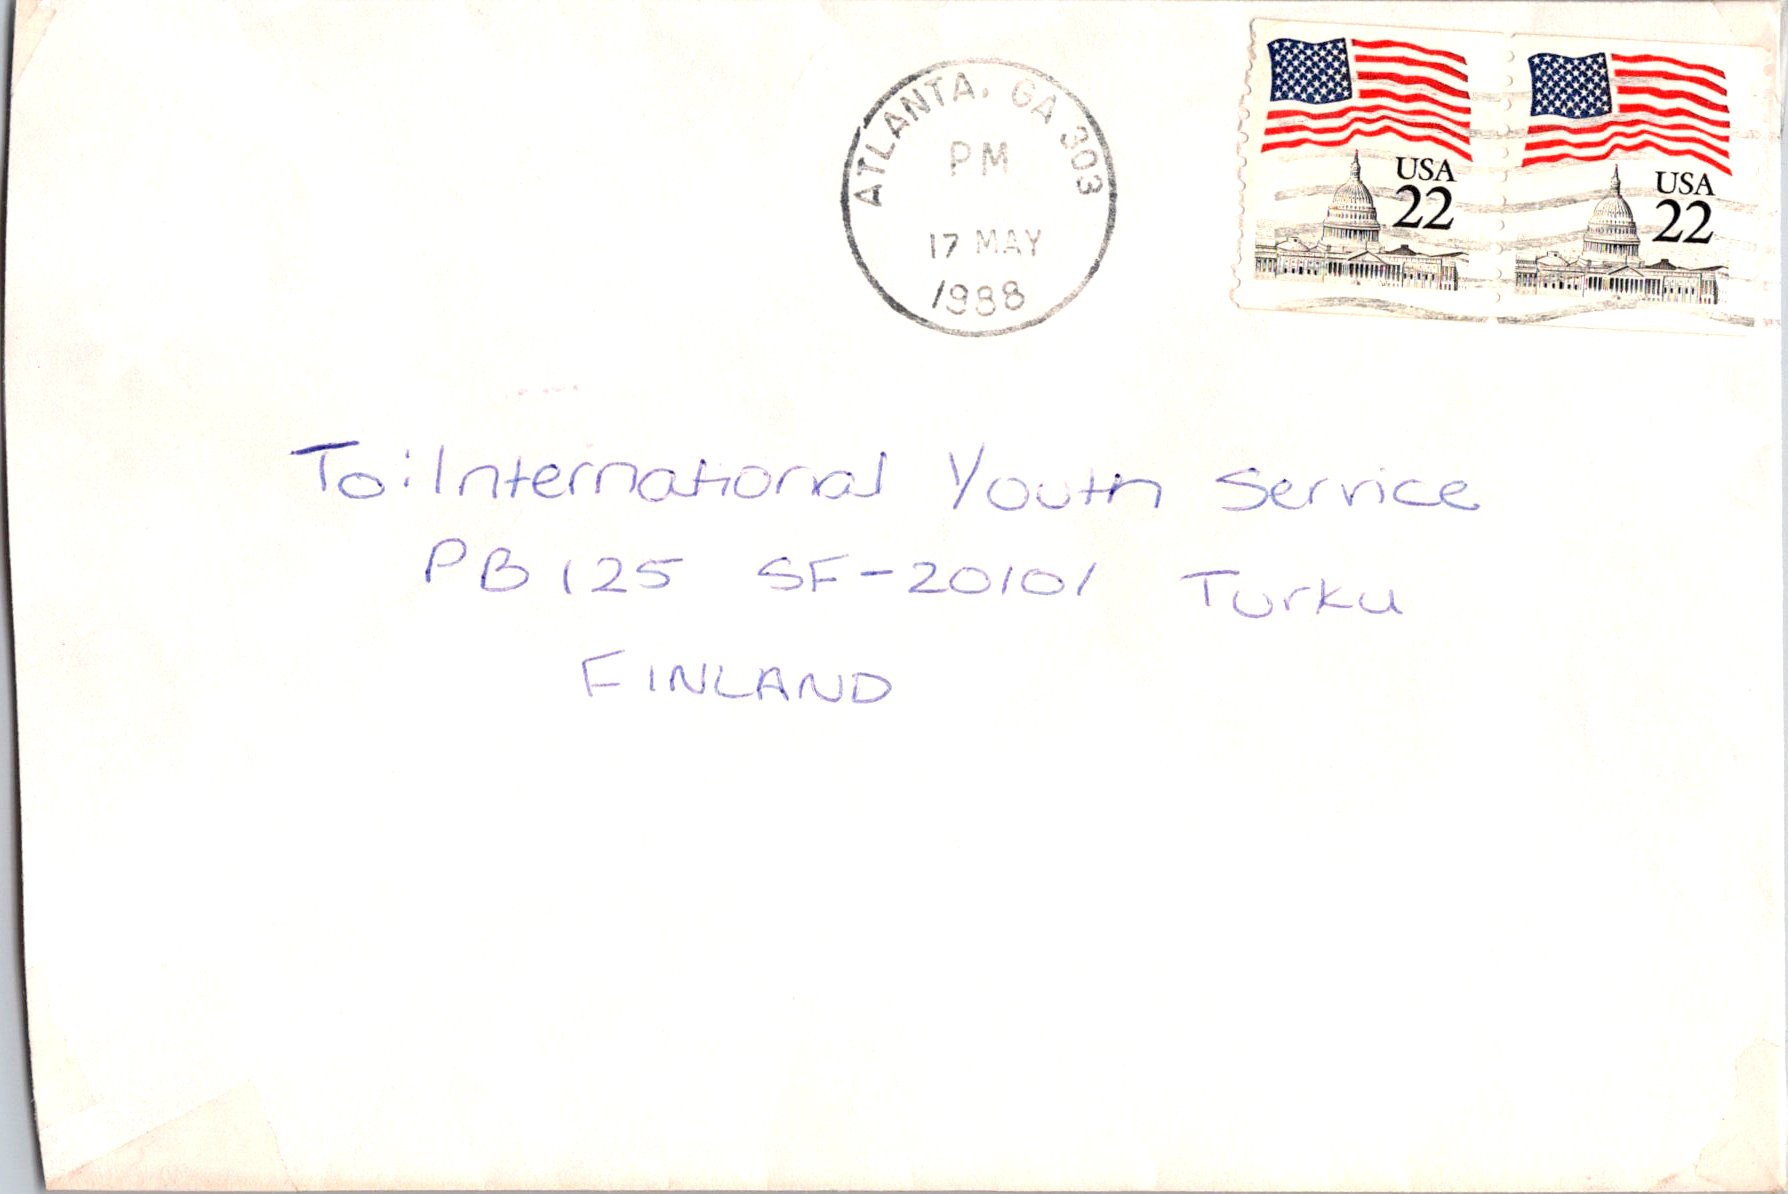 ATLANTA, GA 303
PM
17 MAY
1988
USA
22
USA
22
To: International Youth Service
PB 125 SF-20101 Turku
FINLAND